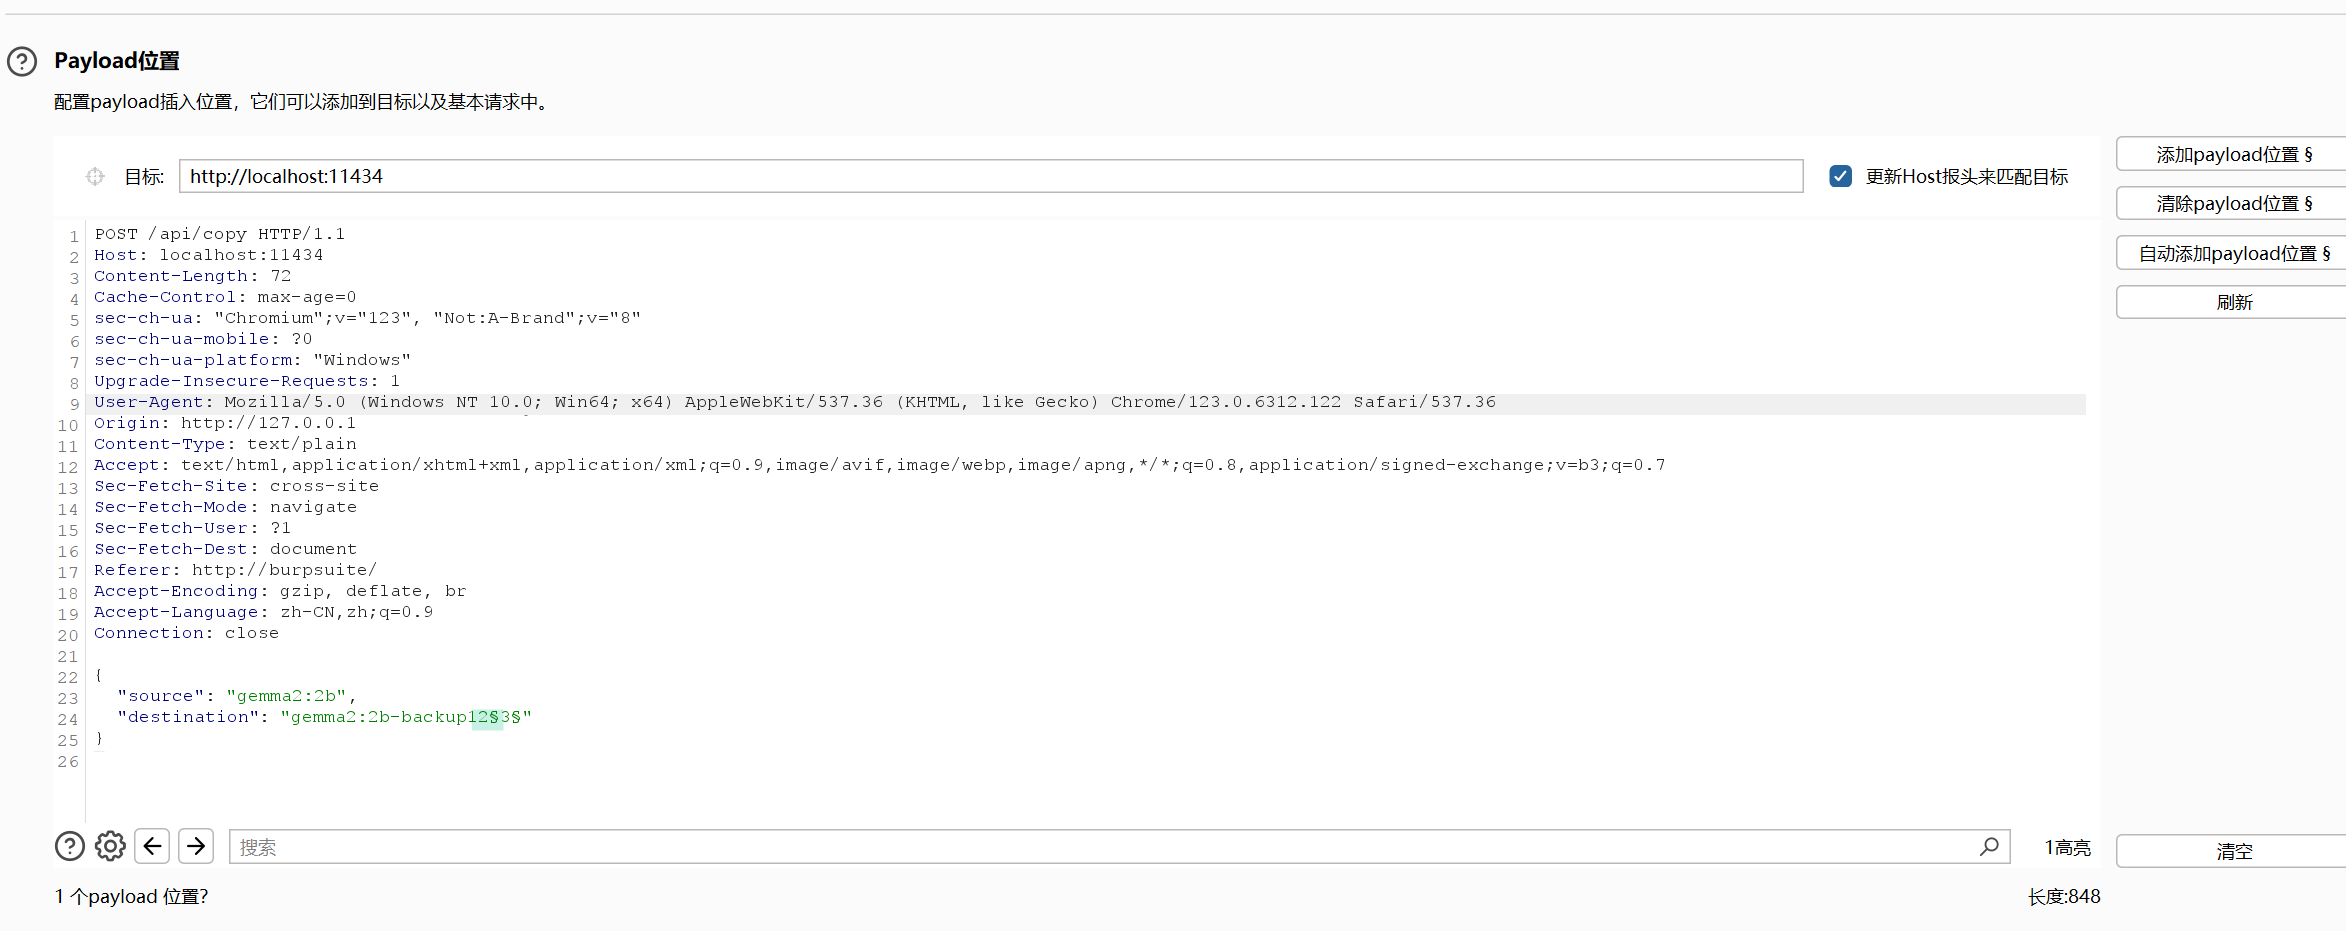 Payload位置
配置payload插入位置，它们可以添加到目标以及基本请求中。
目标: http://localhost:11434
更新Host报头来匹配目标
添加payload位置 §
清除payload位置 §
自动添加payload位置 §
刷新
1 POST /api/copy HTTP/1.1
2 Host: localhost:11434
3 Content-Length: 72
4 Cache-Control: max-age=0
5 sec-ch-ua: "Chromium";v="123", "Not:A-Brand";v="8"
6 sec-ch-ua-mobile: ?0
7 sec-ch-ua-platform: "Windows"
8 Upgrade-Insecure-Requests: 1
9 User-Agent: Mozilla/5.0 (Windows NT 10.0; Win64; x64) AppleWebKit/537.36 (KHTML, like Gecko) Chrome/123.0.6312.122 Safari/537.36
10 Origin: http://127.0.0.1
11 Content-Type: text/plain
12 Accept: text/html,application/xhtml+xml,application/xml;q=0.9,image/avif,image/webp,image/apng,*/*;q=0.8,application/signed-exchange;v=b3;q=0.7
13 Sec-Fetch-Site: cross-site
14 Sec-Fetch-Mode: navigate
15 Sec-Fetch-User: ?1
16 Sec-Fetch-Dest: document
17 Referer: http://burpsuite/
18 Accept-Encoding: gzip, deflate, br
19 Accept-Language: zh-CN,zh;q=0.9
20 Connection: close
21
22 {
23 "source": "gemma2:2b",
24 "destination": "gemma2:2b-backup12§3§"
25 }
26
搜索
1高亮
清空
1 个payload 位置?
长度:848